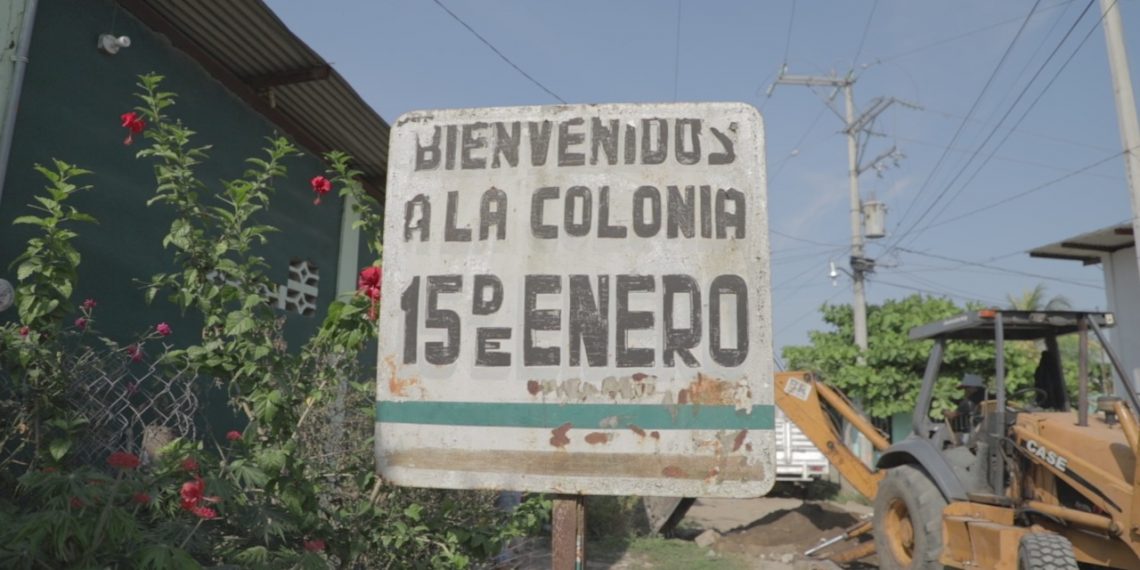 BIENVENIDOS
A LA COLONIA
15 DE ENERO
CASE